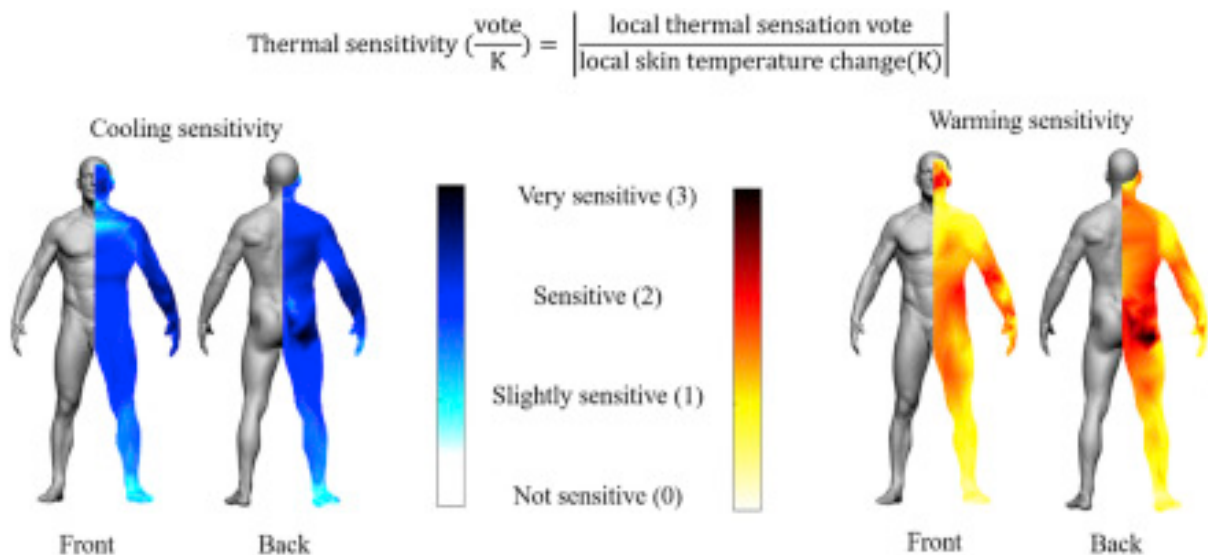 Thermal sensitivity (vote/K) = |local thermal sensation vote/local skin temperature change(K)|
Cooling sensitivity
Warming sensitivity
Very sensitive (3)
Sensitive (2)
Slightly sensitive (1)
Not sensitive (0)
Front
Back
Front
Back